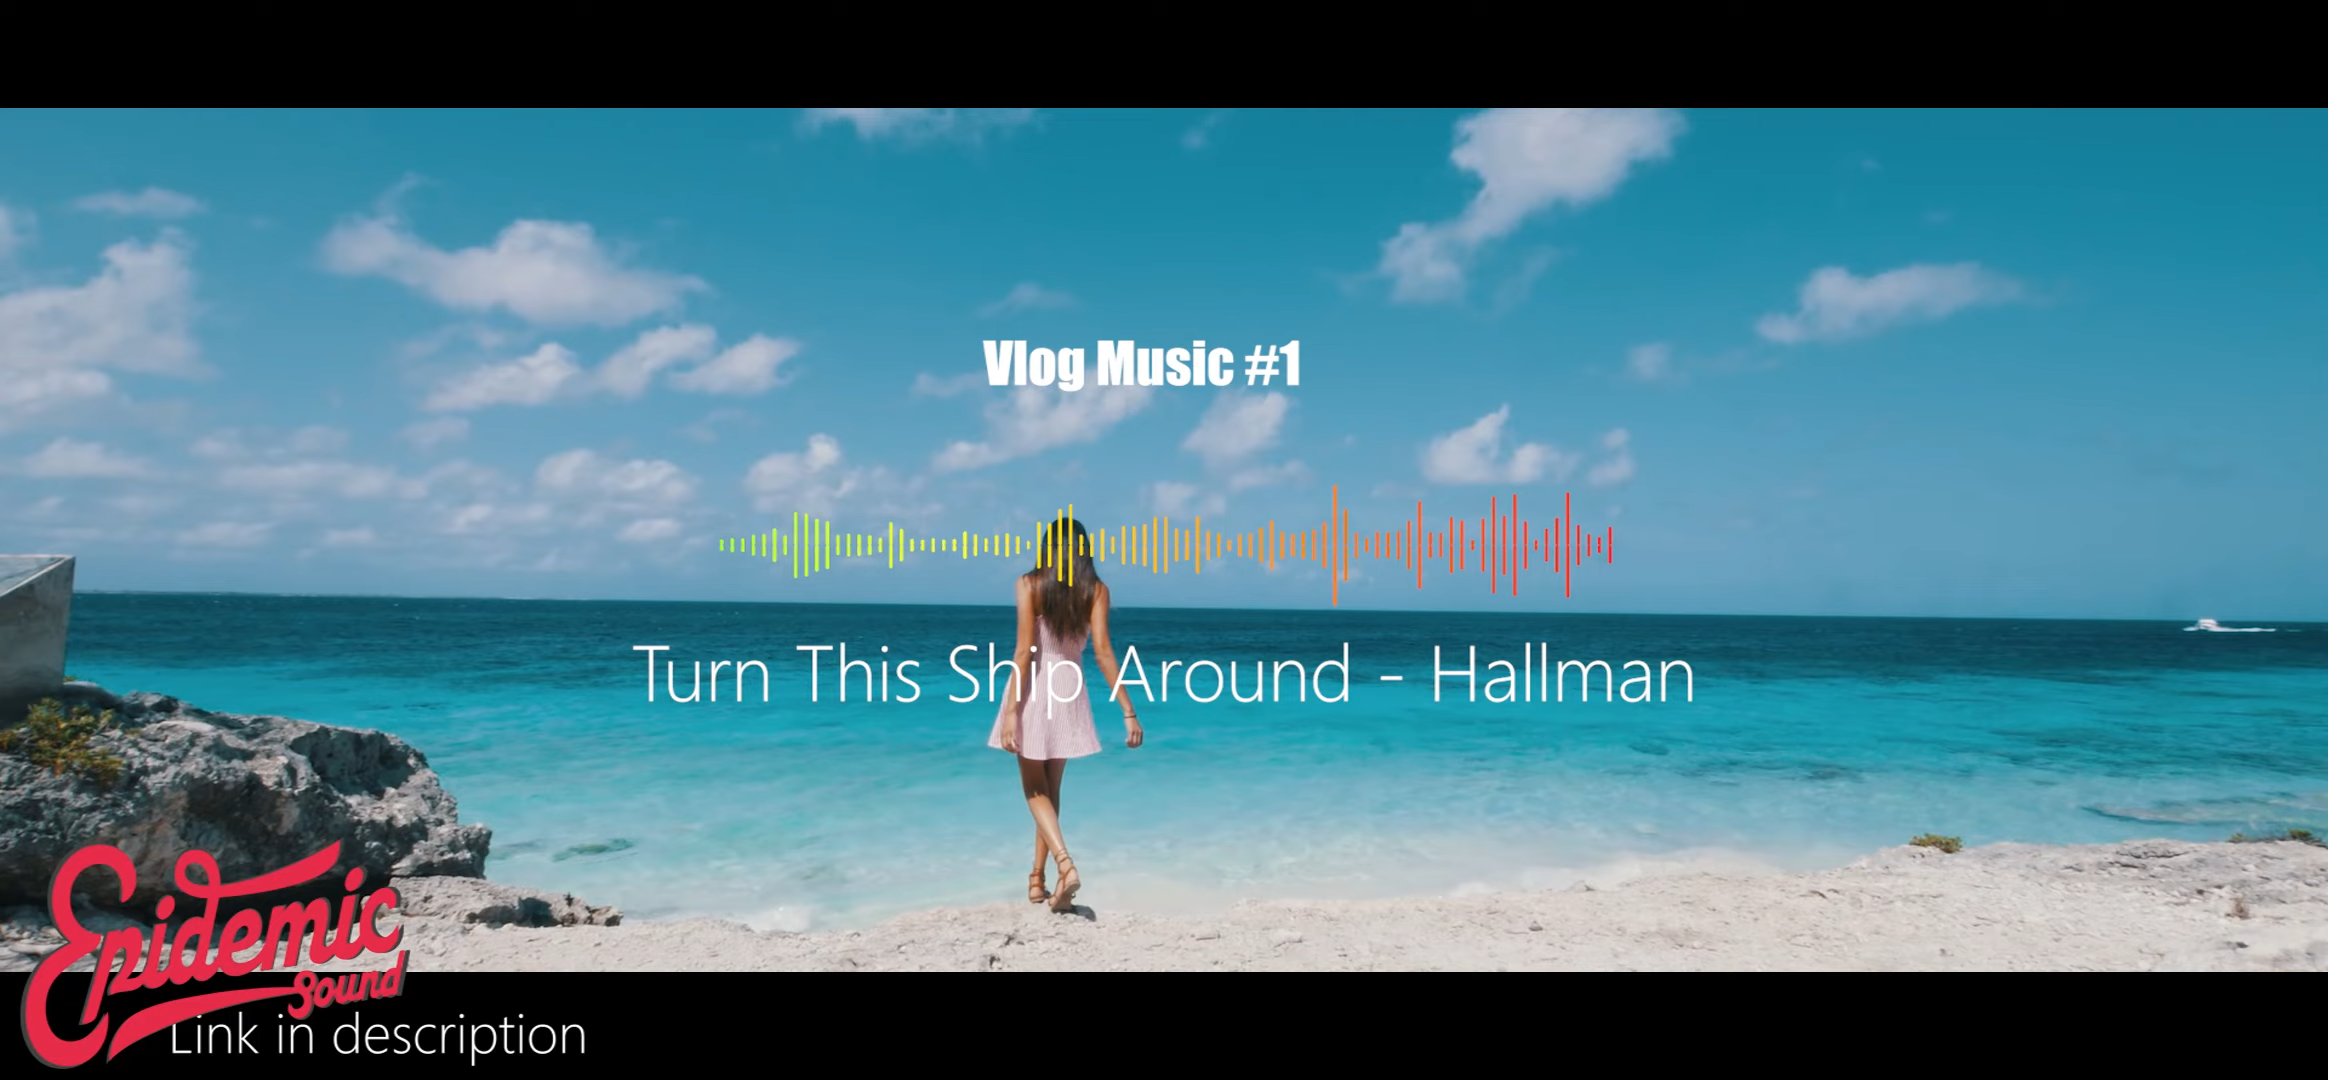 Vlog Music #1
Turn This Ship Around - Hallman
Epidemic
Sound
Link in description